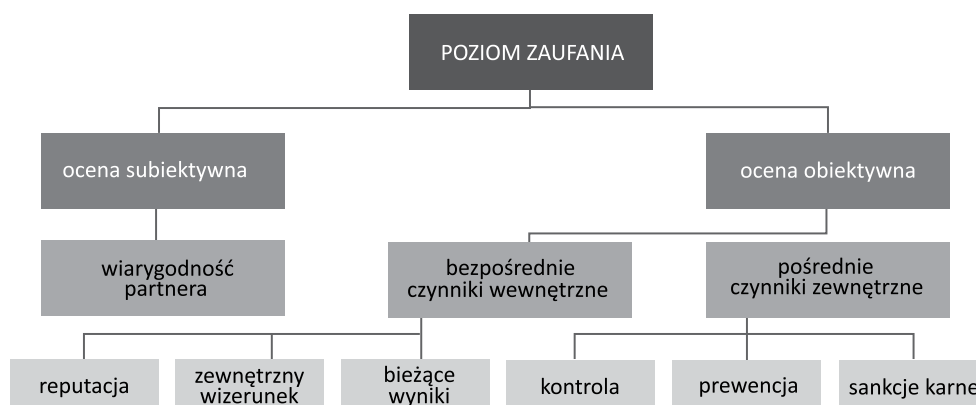 POZIOM ZAUFANIA
ocena subiektywna
ocena obiektywna
wiarygodność
partnera
bezpośrednie
czynniki wewnętrzne
pośrednie
czynniki zewnętrzne
reputacja
zewnętrzny
wizerunek
bieżące
wyniki
kontrola
prewencja
sankcje karne